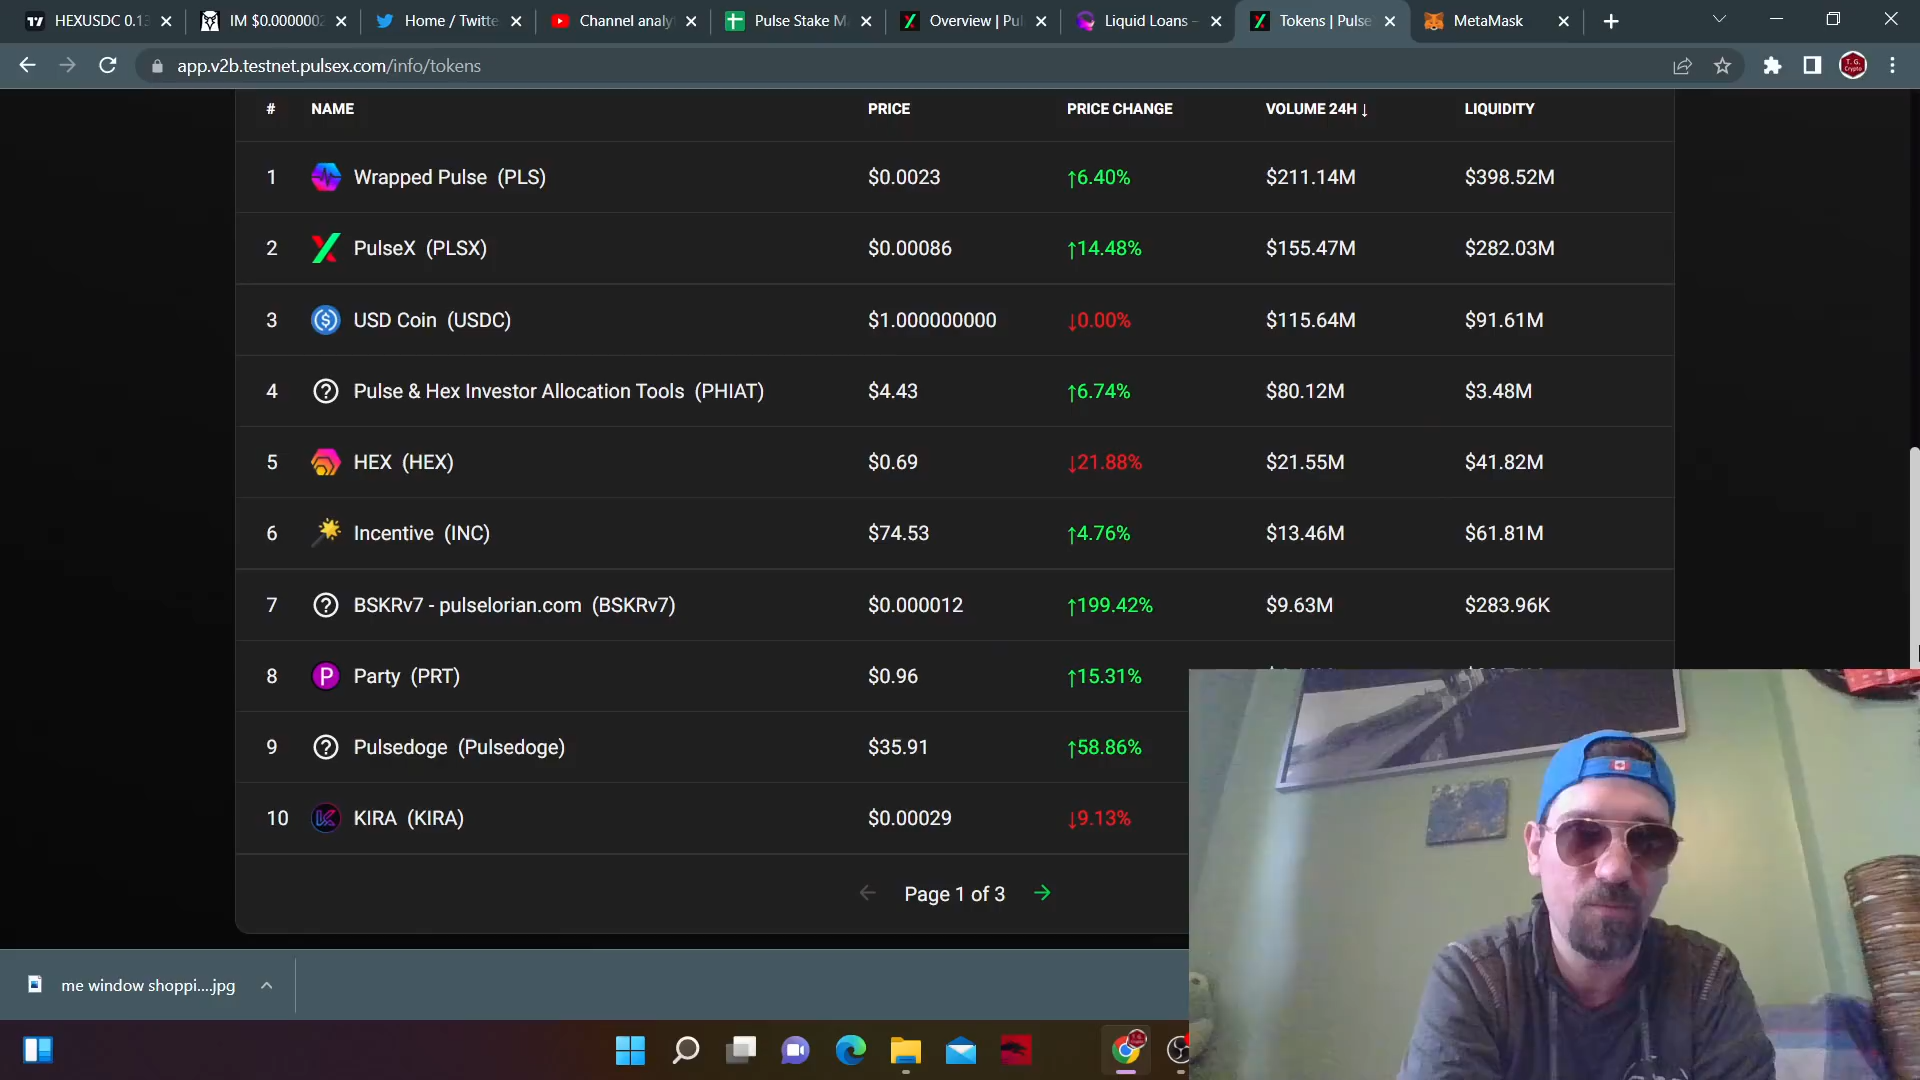 HEXUSDC 0.13
IM $0.0000002
Home / Twitte
Channel analy
Pulse Stake M
Overview | Pul
Liquid Loans -
Tokens | Pulse
MetaMask
app.v2b.testnet.pulsex.com/info/tokens
T. G. Crypto
# NAME PRICE PRICE CHANGE VOLUME 24H ↓ LIQUIDITY
1 Wrapped Pulse (PLS) $0.0023 ↑6.40% $211.14M $398.52M
2 PulseX (PLSX) $0.00086 ↑14.48% $155.47M $282.03M
3 USD Coin (USDC) $1.000000000 ↓0.00% $115.64M $91.61M
4 Pulse & Hex Investor Allocation Tools (PHIAT) $4.43 ↑6.74% $80.12M $3.48M
5 HEX (HEX) $0.69 ↓21.88% $21.55M $41.82M
6 Incentive (INC) $74.53 ↑4.76% $13.46M $61.81M
7 BSKRv7 - pulselorian.com (BSKRv7) $0.000012 ↑199.42% $9.63M $283.96K
8 Party (PRT) $0.96 ↑15.31%
9 Pulsedoge (Pulsedoge) $35.91 ↑58.86%
10 KIRA (KIRA) $0.00029 ↓9.13%
← Page 1 of 3 →
me window shoppi....jpg